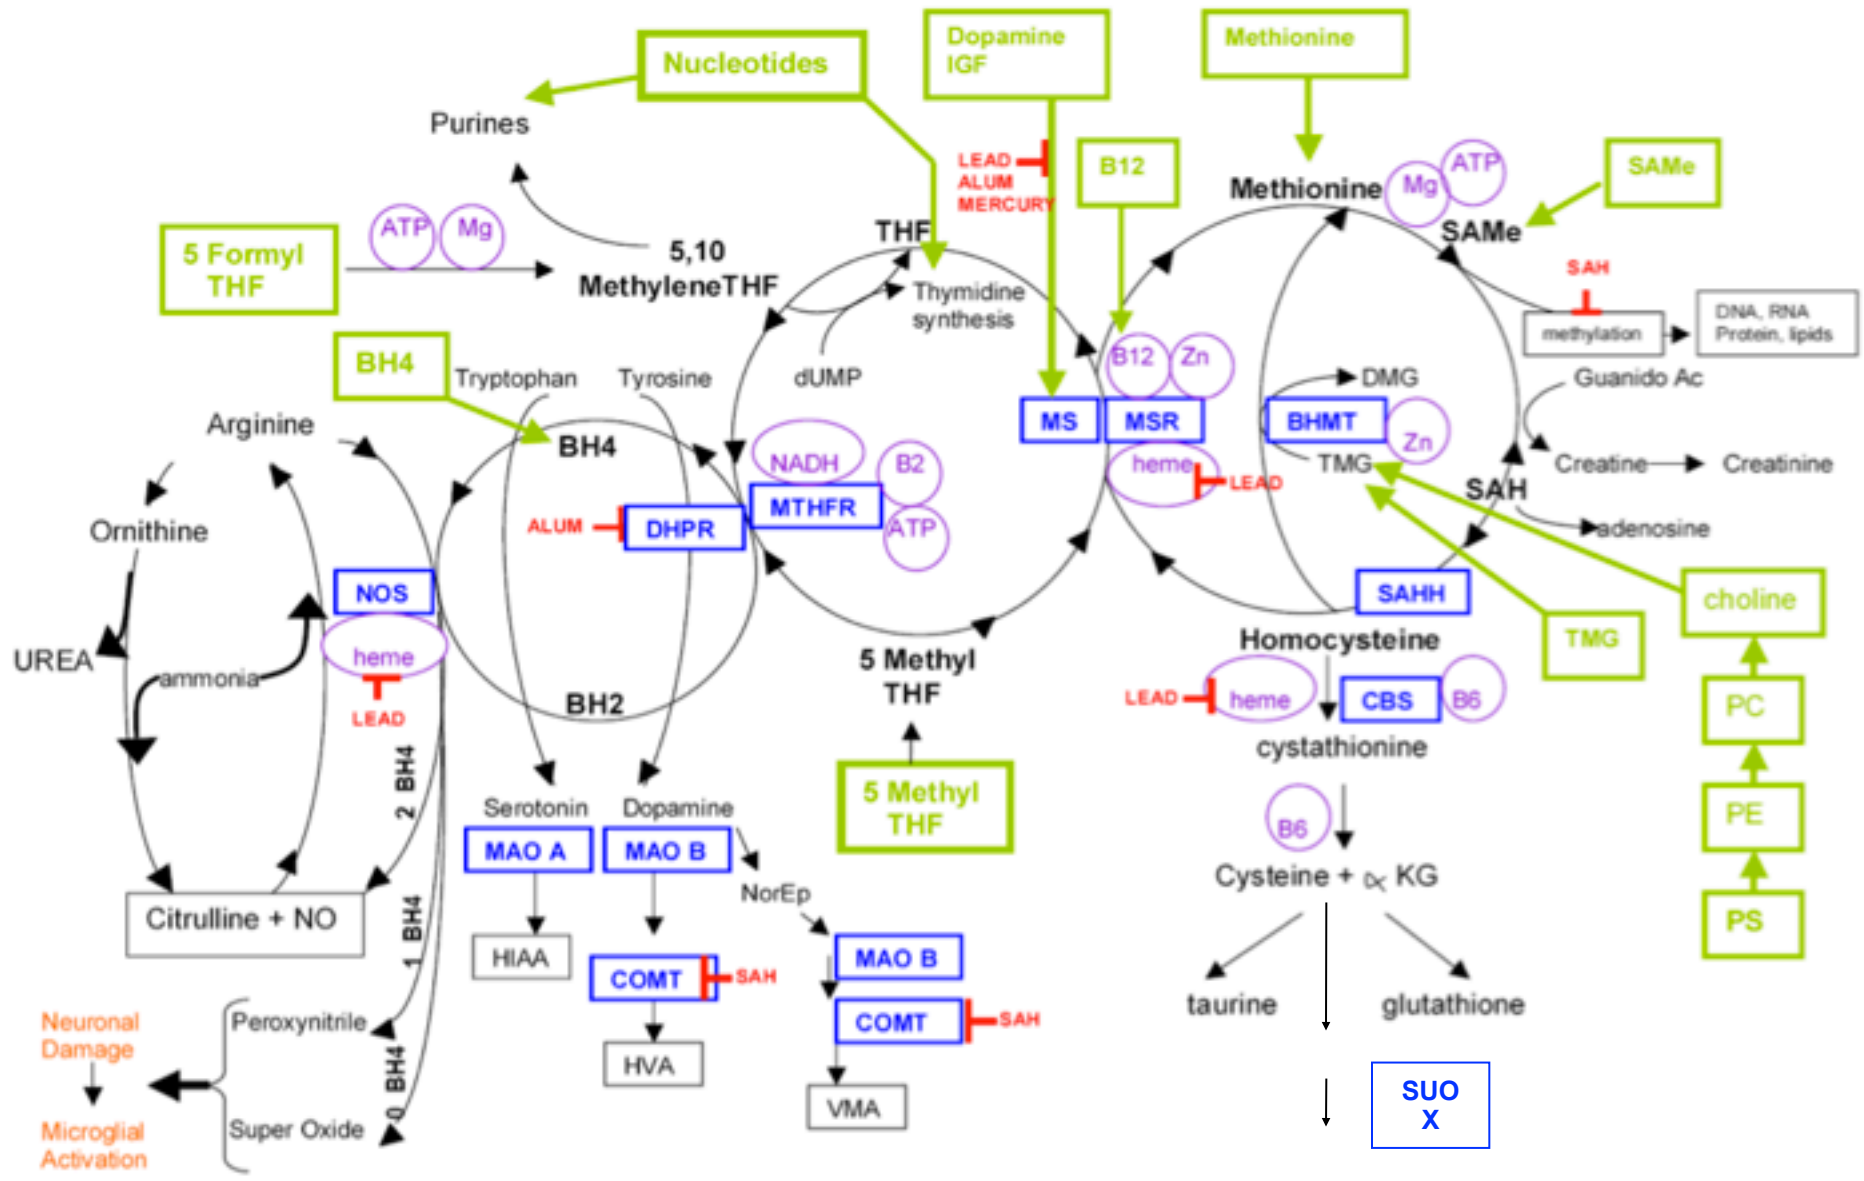 Nucleotides
Dopamine
IGF
Methionine
Purines
LEAD
ALUM
MERCURY
B12
ATP
Mg
SAMe
Methionine
5 Formyl
THF
ATP
Mg
5,10
MethyleneTHF
THF
SAMe
SAH
Thymidine
synthesis
methylation
DNA, RNA
Protein, lipids
BH4
Tryptophan
Tyrosine
dUMP
B12
Zn
DMG
Guanido Ac
Arginine
BH4
MS
MSR
BHMT
Zn
NADH
B2
heme
LEAD
TMG
Creatine
Creatinine
SAH
Ornithine
ALUM
DHPR
MTHFR
ATP
adenosine
NOS
SAHH
choline
UREA
ammonia
heme
LEAD
5 Methyl
THF
Homocysteine
TMG
BH2
LEAD
heme
CBS
B6
PC
cystathionine
2 BH4
5 Methyl
THF
Serotonin
Dopamine
B6
PE
MAO A
MAO B
NorEp
Cysteine + ∝ KG
Citrulline + NO
1 BH4
PS
HIAA
MAO B
COMT
SAH
taurine
glutathione
Neuronal
Damage
Peroxynitrile
COMT
SAH
HVA
0 BH4
VMA
SUO
X
Microglial
Activation
Super Oxide